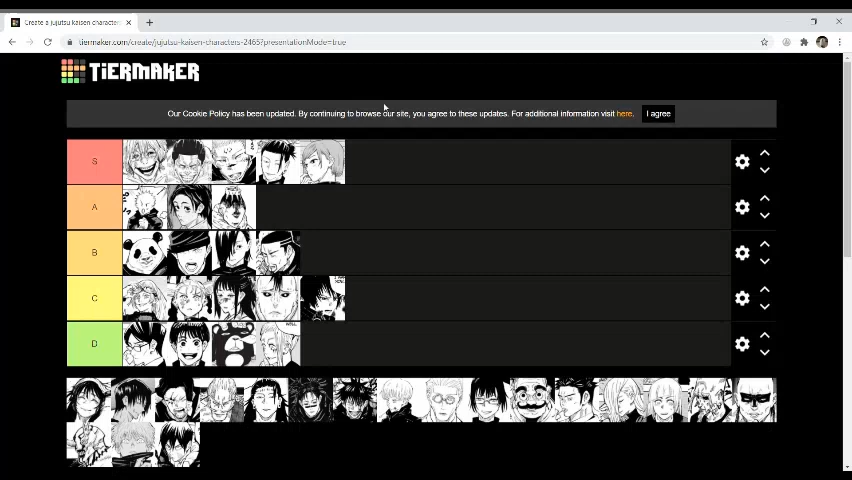 Create a jujutsu kaisen character
tiermaker.com/create/jujutsu-kaisen-characters-2465?presentationMode=true
TiERMAKER
Our Cookie Policy has been updated. By continuing to browse our site, you agree to these updates. For additional information visit here. I agree
S
A
B
C
D